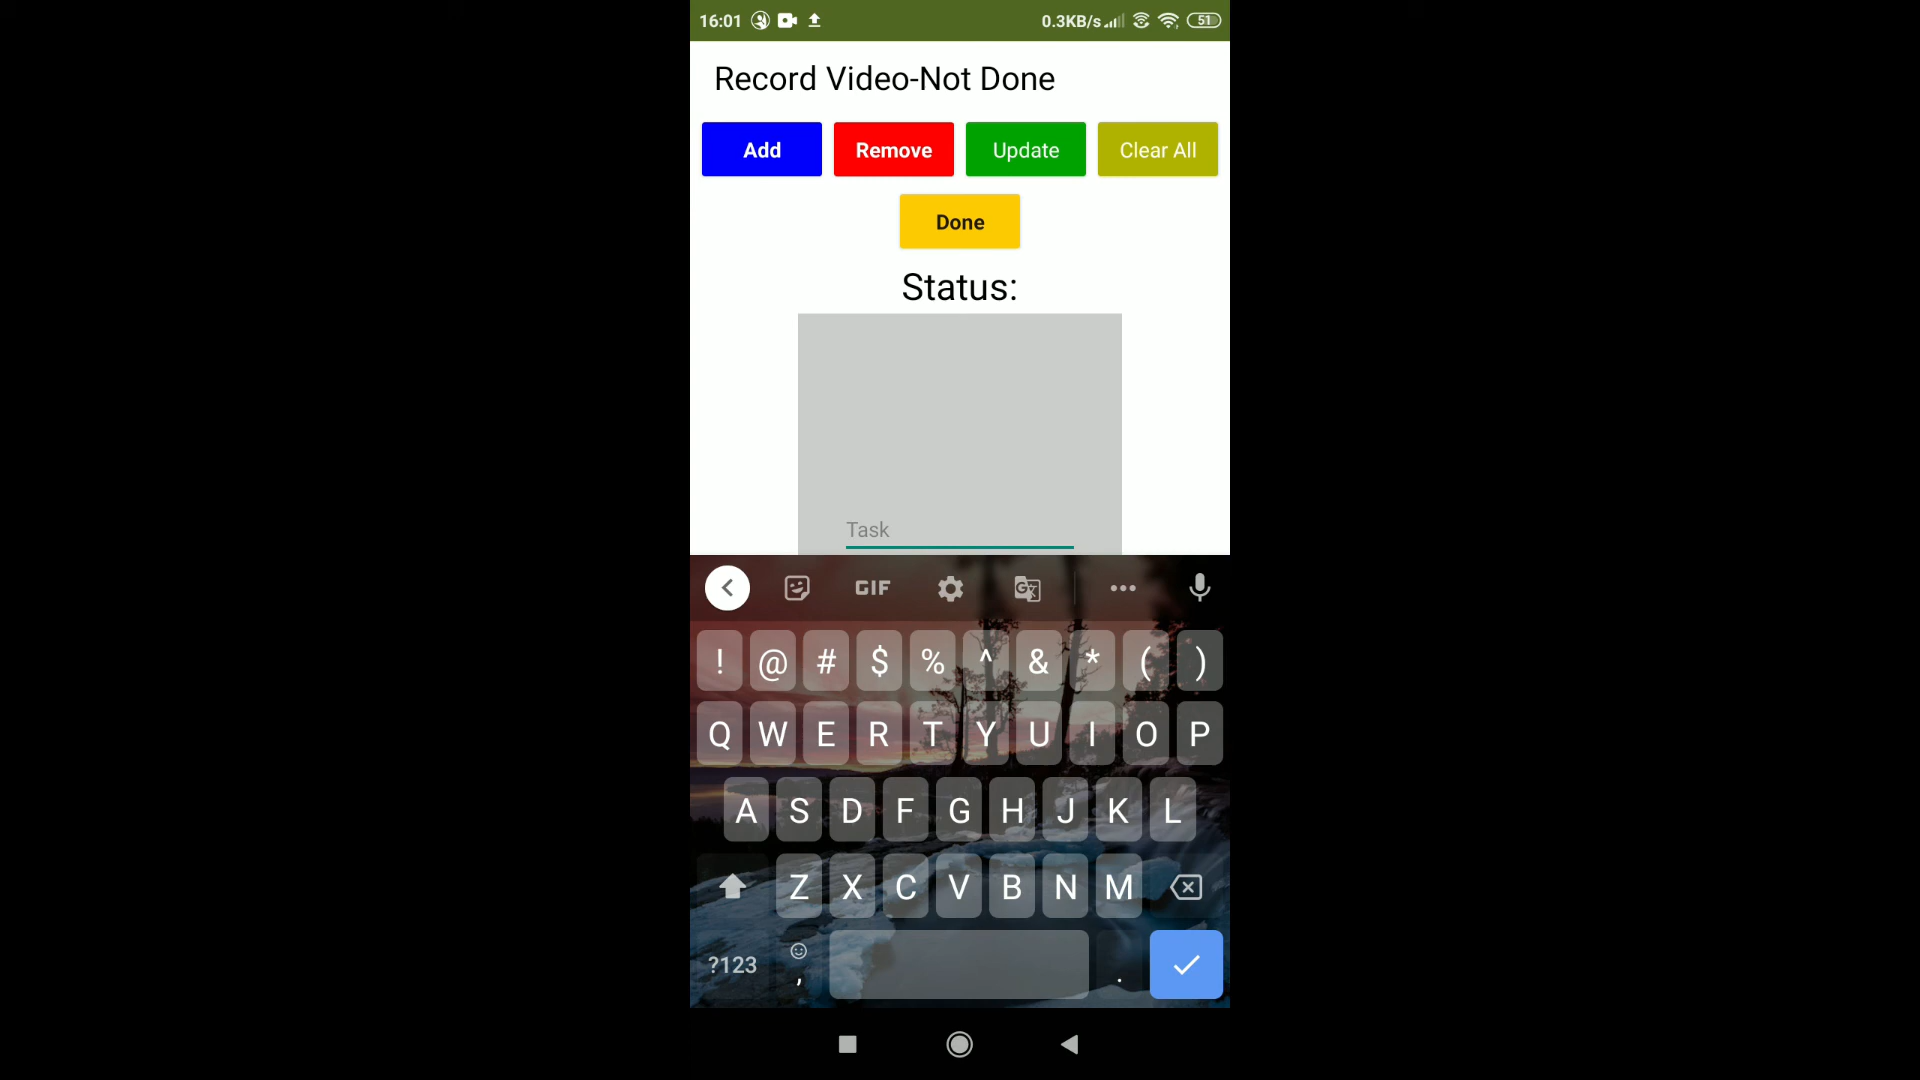 16:01 0.3KB/s 51
Record Video-Not Done
Add Remove Update Clear All
Done
Status:
Task
GIF
! @ # $ % ^ & * ( )
Q W E R T Y U I O P
A S D F G H J K L
Z X C V B N M
?123 , .